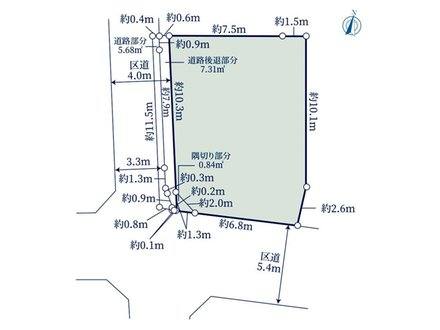 約0.4m
約0.6m
約7.5m
約1.5m
道路部分
5.68㎡
約0.9m
区道
4.0m
道路後退部分
7.31㎡
約11.5m
約7.9m
約10.3m
約10.1m
3.3m
隅切り部分
0.84㎡
約1.3m
約0.3m
約0.9m
約0.2m
約2.0m
約2.6m
約0.8m
約0.1m
約1.3m
約6.8m
区道
5.4m